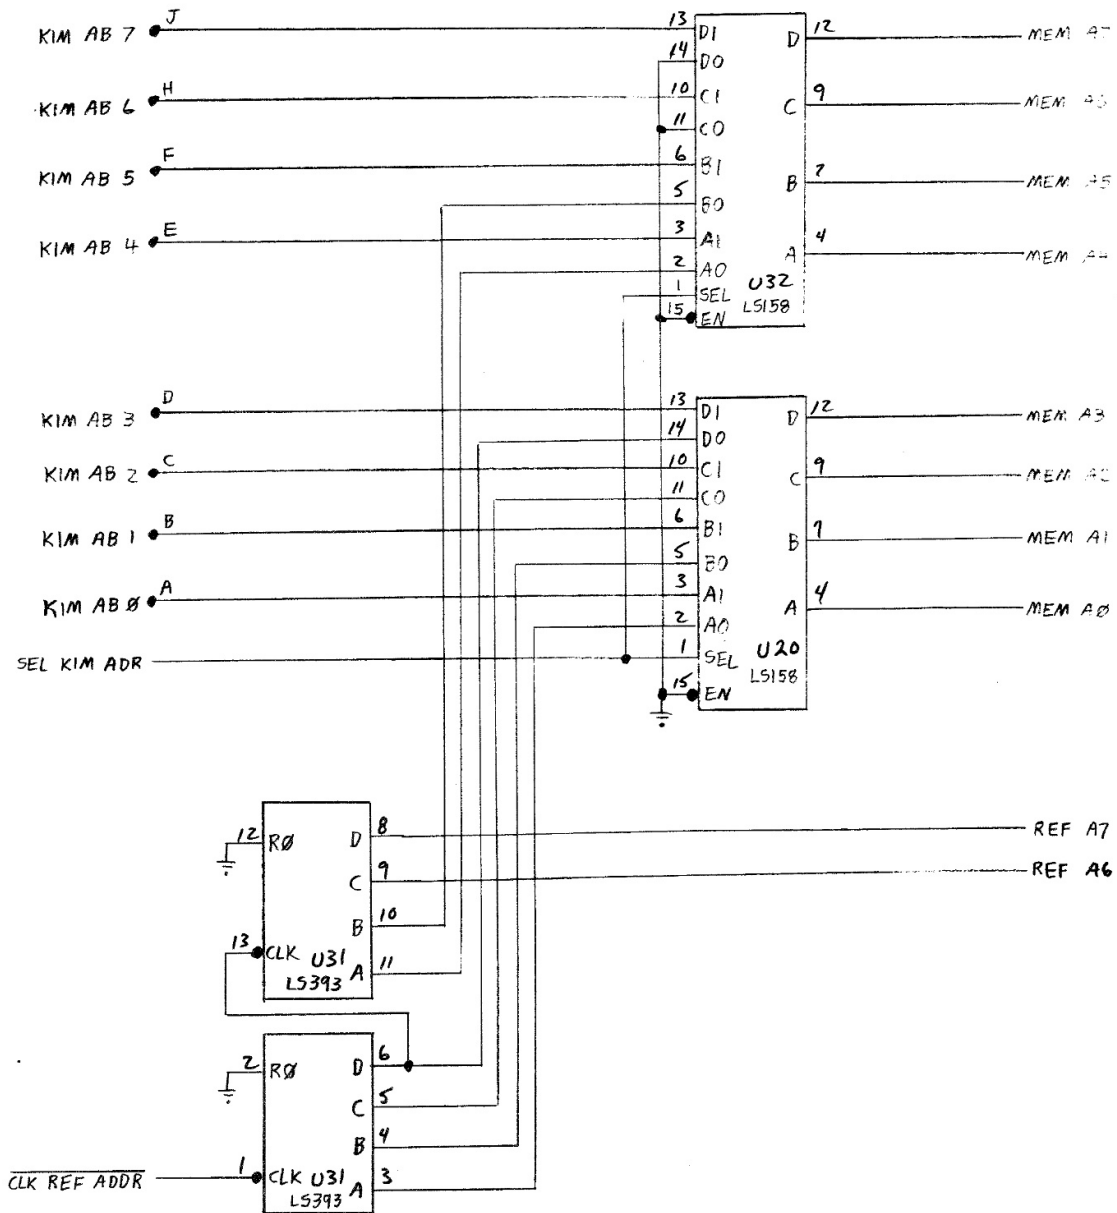 J
KIM AB 7
13 D1
D 12
MEM A7
14 D0
H
KIM AB 6
10 C1
C 9
MEM A6
11 C0
F
KIM AB 5
6 B1
B 7
MEM A5
5 B0
E
KIM AB 4
3 A1
A 4
MEM A4
2 A0
1 SEL
U32
LS158
15 EN
D
KIM AB 3
13 D1
D 12
MEM A3
14 D0
C
KIM AB 2
10 C1
C 9
MEM A2
11 C0
B
KIM AB 1
6 B1
B 7
MEM A1
5 B0
A
KIM AB Ø
3 A1
A 4
MEM AØ
2 A0
SEL KIM ADR
1 SEL
U20
LS158
15 EN
12 RØ
D 8
REF A7
C 9
REF A6
B 10
13 CLK
U31
LS393
A 11
2 RØ
D 6
C 5
B 4
CLK REF ADDR
1 CLK
U31
LS393
A 3